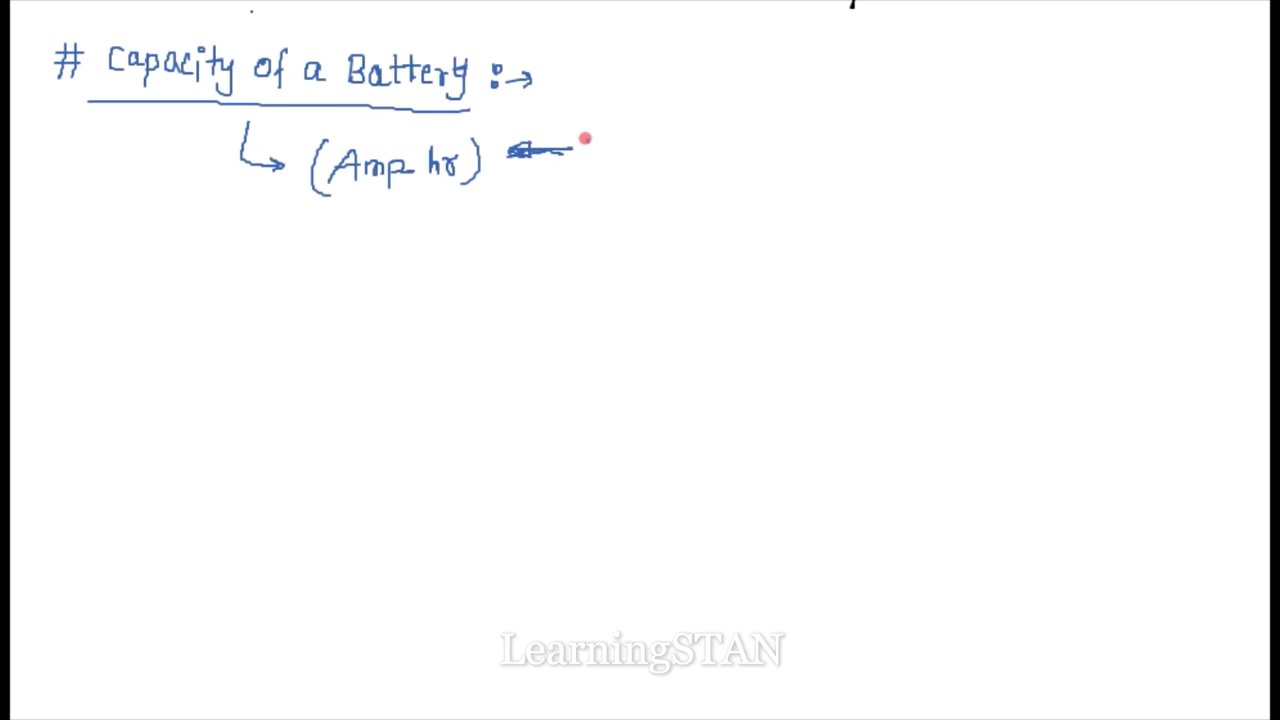 # Capacity of a Battery :→
↳ (Amp hr) ←
LearningSTAN